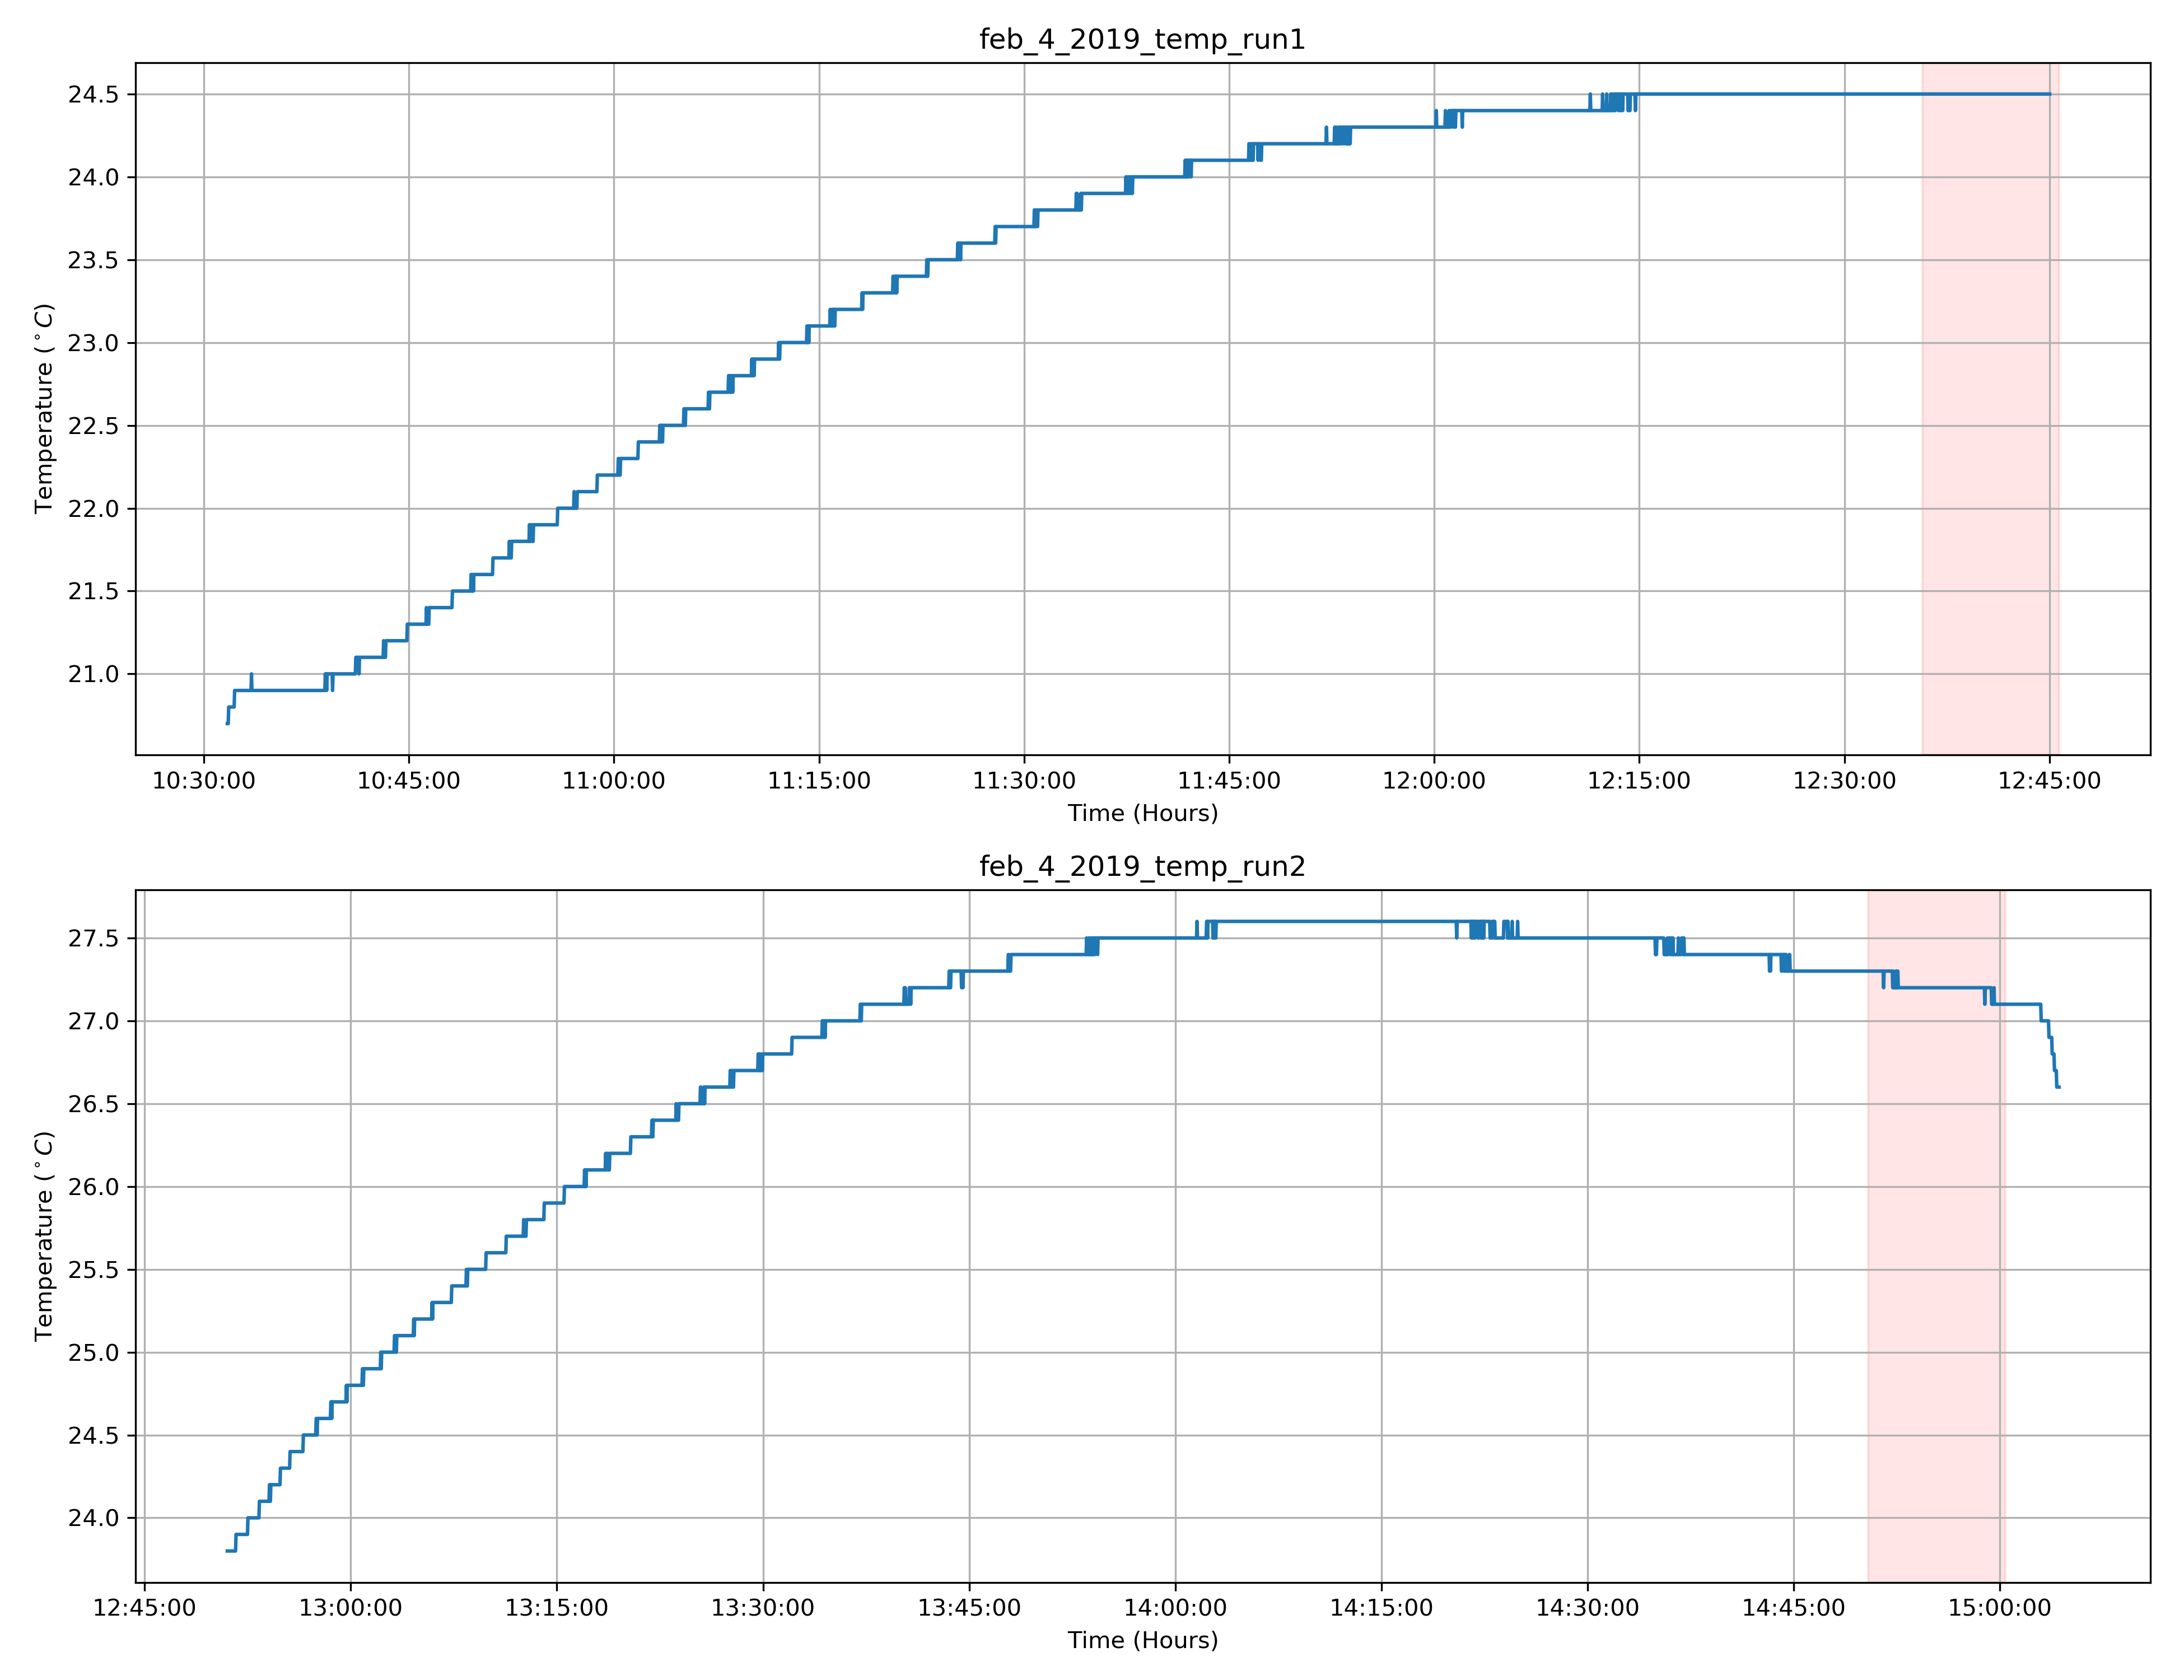 feb_4_2019_temp_run1
Temperature (°C)
24.5
24.0
23.5
23.0
22.5
22.0
21.5
21.0
10:30:00 10:45:00 11:00:00 11:15:00 11:30:00 11:45:00 12:00:00 12:15:00 12:30:00 12:45:00
Time (Hours)
feb_4_2019_temp_run2
Temperature (°C)
27.5
27.0
26.5
26.0
25.5
25.0
24.5
24.0
12:45:00 13:00:00 13:15:00 13:30:00 13:45:00 14:00:00 14:15:00 14:30:00 14:45:00 15:00:00
Time (Hours)